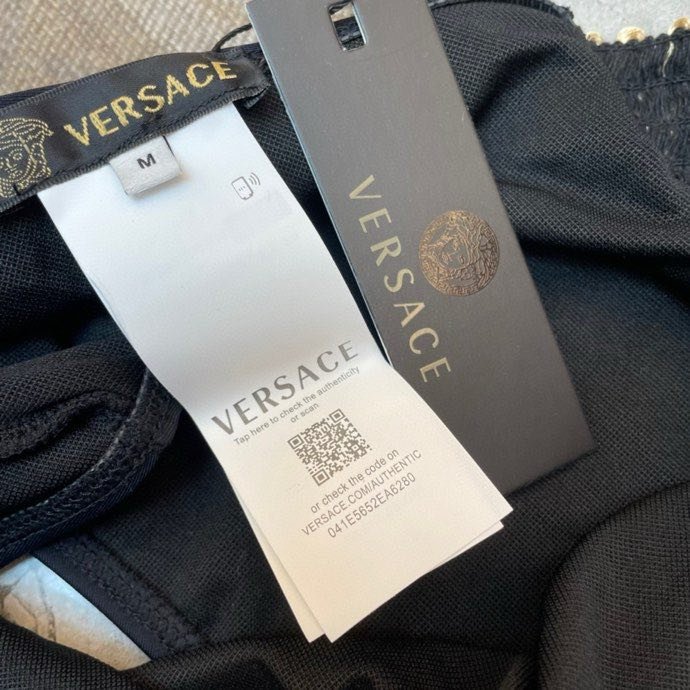 VERSACE
M
VERSACE
VERSACE
Tap here to check the authenticity
or scan
or check the code on
VERSACE.COM/AUTHENTIC
041E5652EA6280